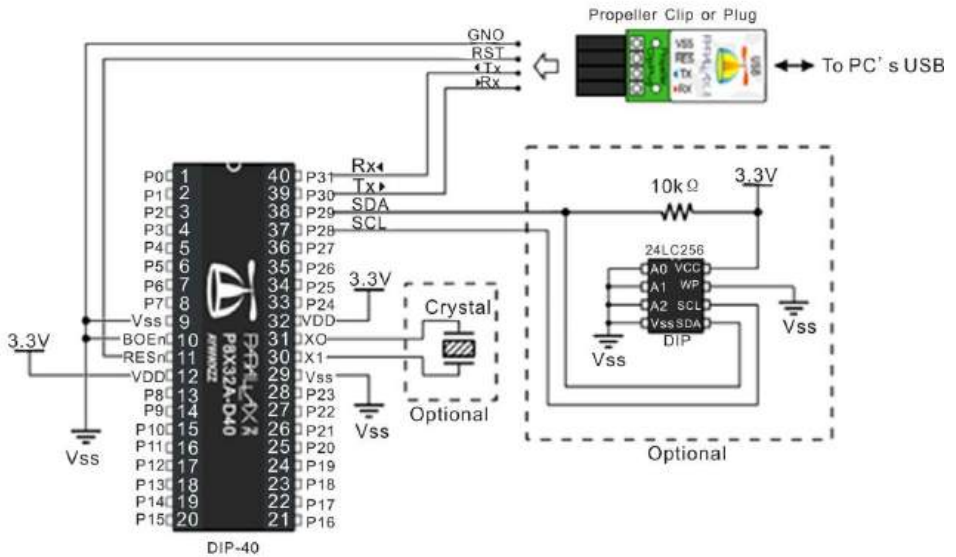 Propeller Clip or Plug
GNO
RST
Tx
Rx
VSS
RES
TX
RX
USB
To PC's USB
P0 1 40 P31 Rx
P1 2 39 P30 Tx
P2 3 38 P29 SDA
P3 4 37 P28 SCL
P4 5 36 P27
P5 6 35 P26
P6 7 34 P25
P7 8 33 P24
Vss 9 32 VDD 3.3V
BOEn 10 31 XO
RESn 11 30 X1
3.3V VDD 12 29 Vss
P8 13 28 P23
P9 14 27 P22
P10 15 26 P21
P11 16 25 P20
P12 17 24 P19
P13 18 23 P18
P14 19 22 P17
P15 20 21 P16
Vss
Vss
PARALLAX
P8X32A-D40
DIP-40
Crystal
Optional
10kΩ
3.3V
24LC256
A0 VCC
A1 WP
A2 SCL
Vss SDA
DIP
Vss
Vss
Optional